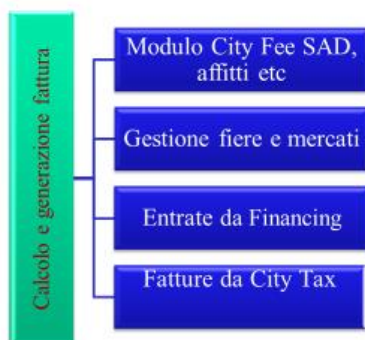 Calcolo e generazione fattura
Modulo City Fee SAD,
affitti etc
Gestione fiere e mercati
Entrate da Financing
Fatture da City Tax